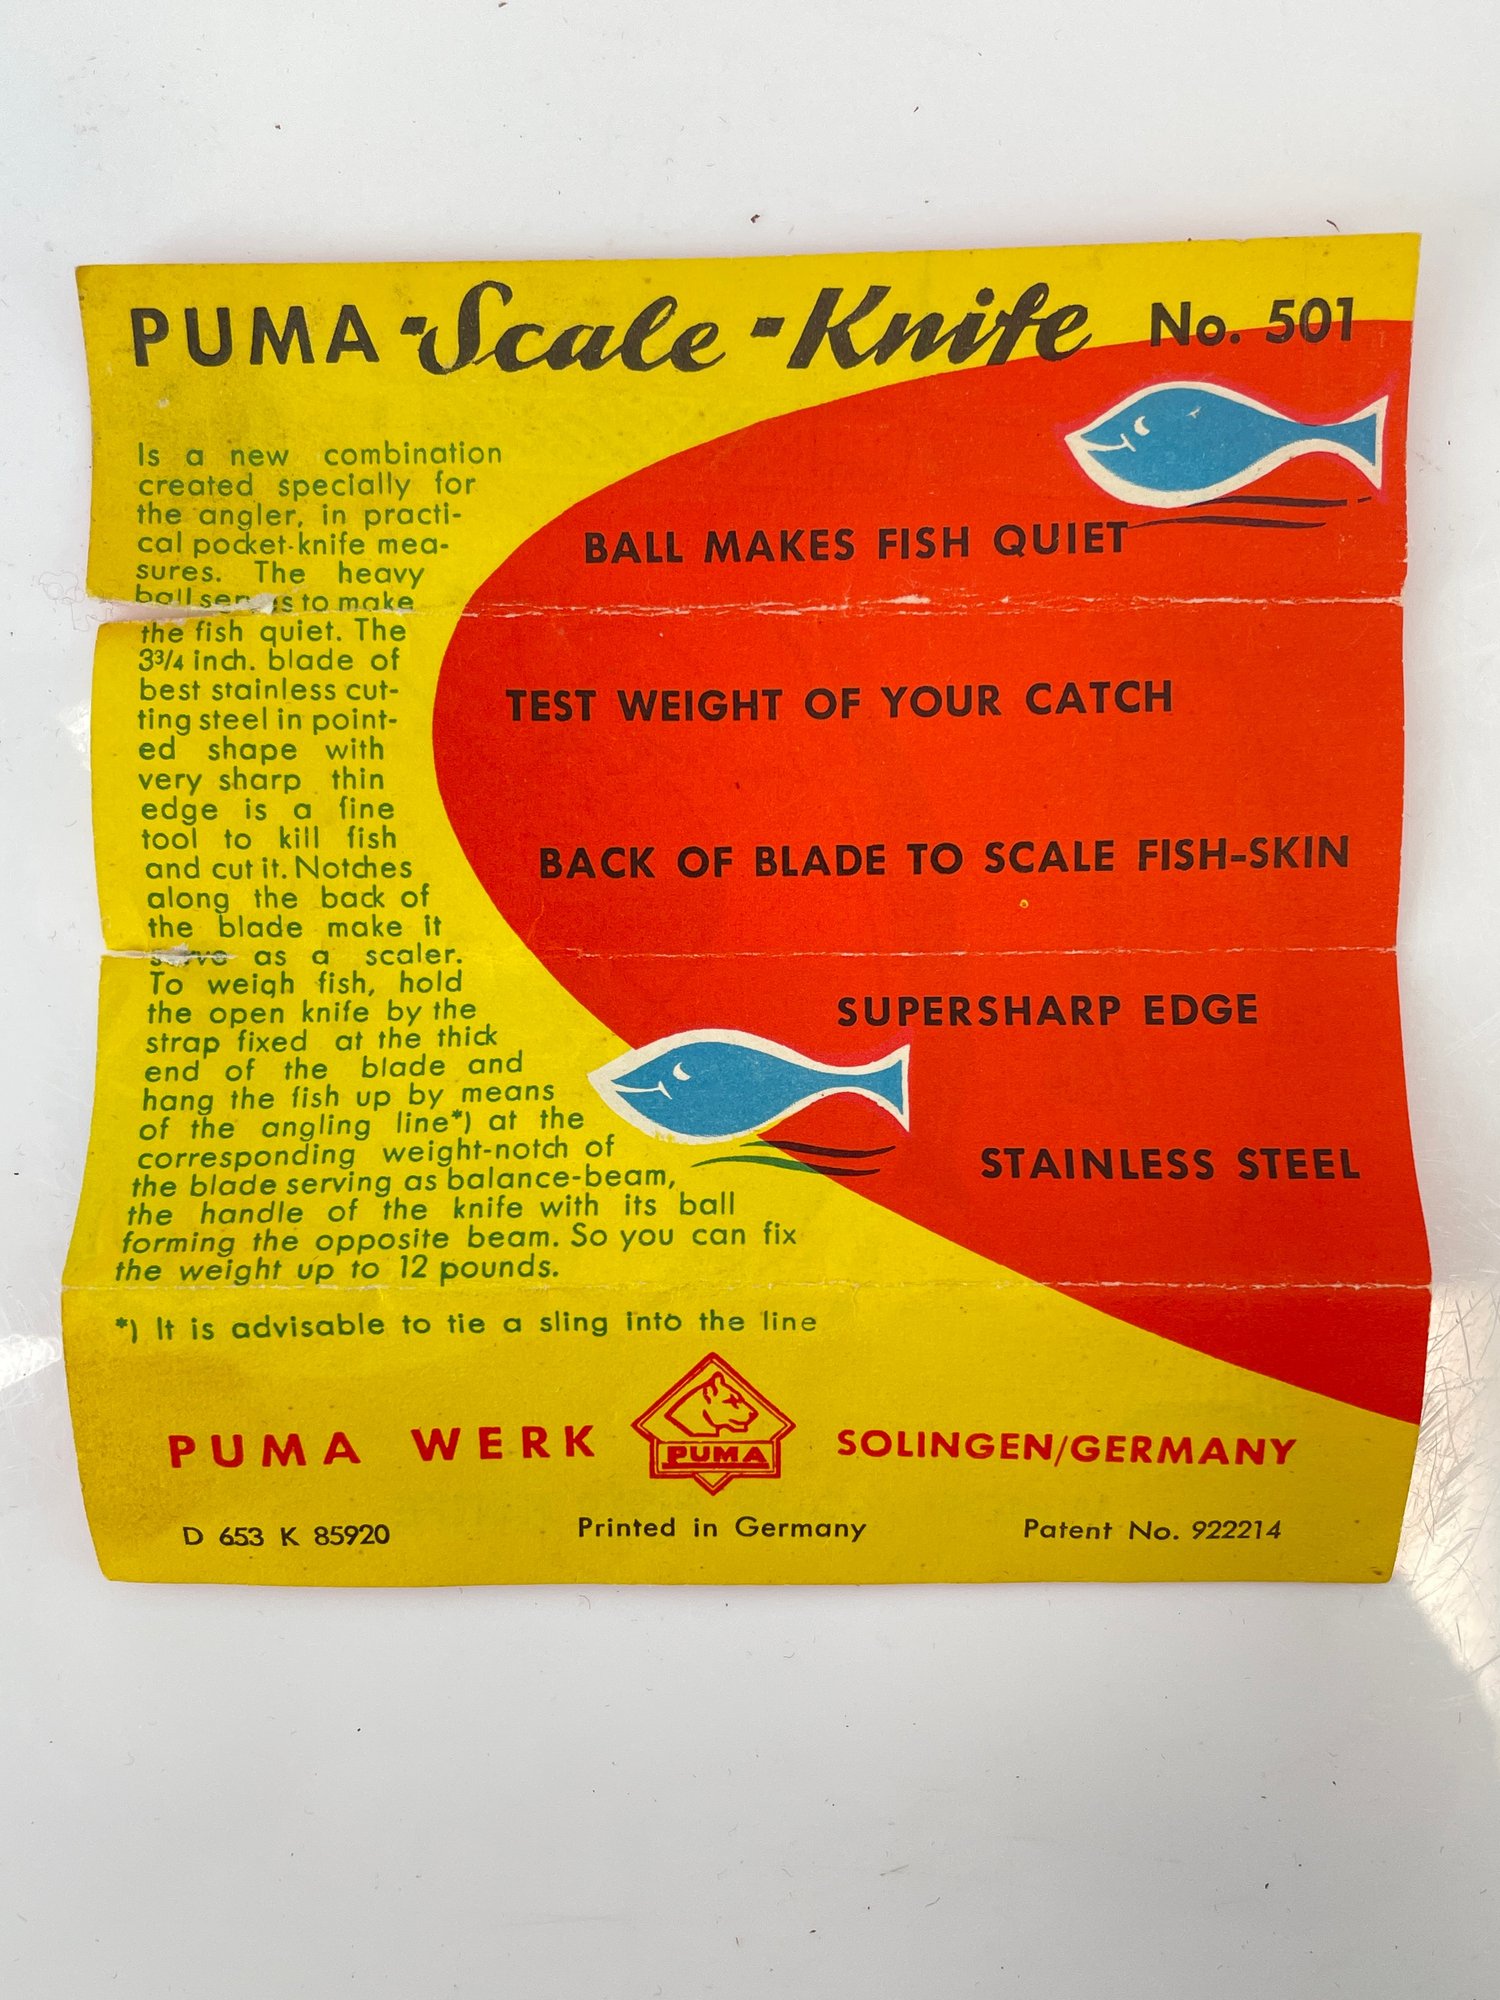 PUMA-Scale-Knife No. 501
Is a new combination
created specially for
the angler, in practi-
cal pocket-knife mea-
sures. The heavy
ball serves to make
the fish quiet. The
3¾ inch. blade of
best stainless cut-
ting steel in point-
ed shape with
very sharp thin
edge is a fine
tool to kill fish
and cut it. Notches
along the back of
the blade make it
serve as a scaler.
To weigh fish, hold
the open knife by the
strap fixed at the thick
end of the blade and
hang the fish up by means
of the angling line*) at the
corresponding weight-notch of
the blade serving as balance-beam,
the handle of the knife with its ball
forming the opposite beam. So you can fix
the weight up to 12 pounds.
*) It is advisable to tie a sling into the line
BALL MAKES FISH QUIET
TEST WEIGHT OF YOUR CATCH
BACK OF BLADE TO SCALE FISH-SKIN
SUPERSHARP EDGE
STAINLESS STEEL
PUMA WERK PUMA SOLINGEN/GERMANY
D 653 K 85920 Printed in Germany Patent No. 922214